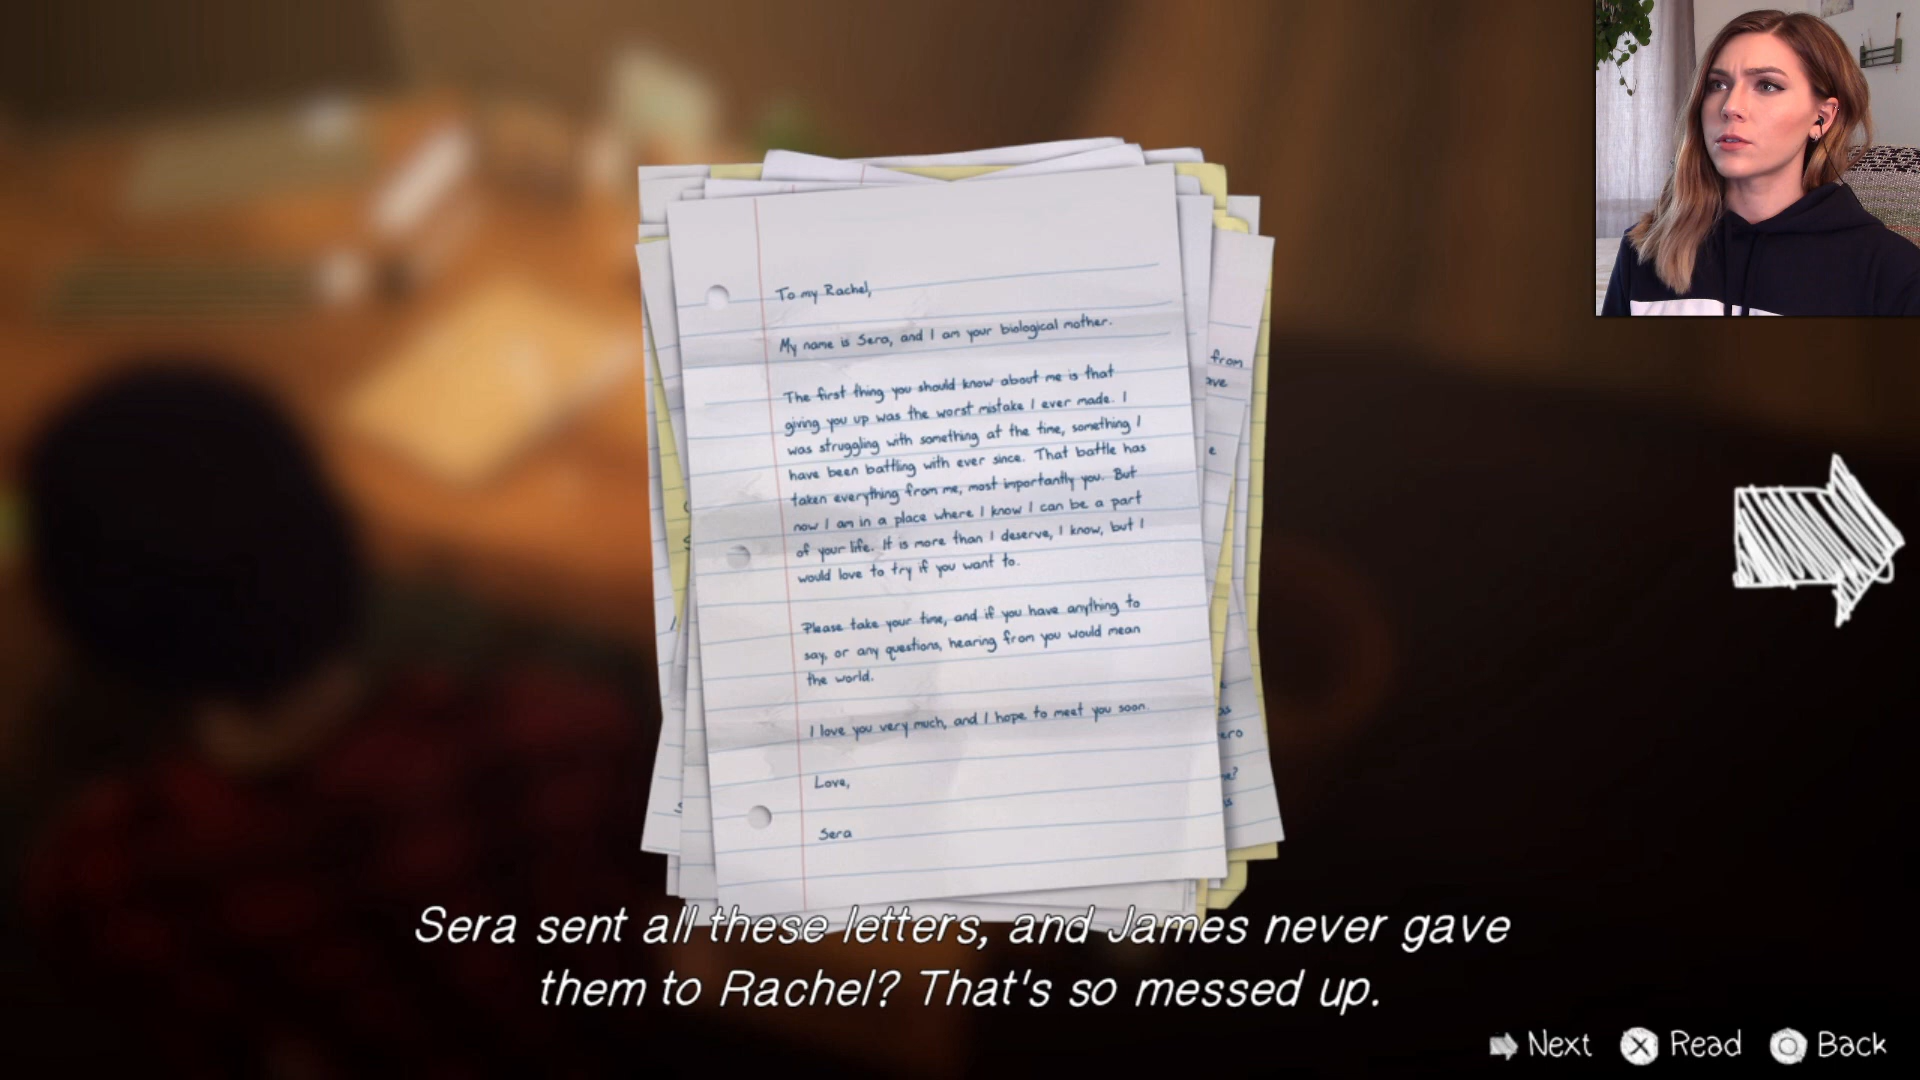 To my Rachel,
My name is Sera, and I am your biological mother.
The first thing you should know about me is that
giving you up was the worst mistake I ever made. I
was struggling with something at the time, something I
have been battling with ever since. That battle has
taken everything from me, most importantly you. But
now I am in a place where I know I can be a part
of your life. It is more than I deserve, I know, but I
would love to try if you want to.
Please take your time, and if you have anything to
say, or any questions, hearing from you would mean
the world.
I love you very much, and I hope to meet you soon.
Love,
Sera
from
ave
e
ero
Sera sent all these letters, and James never gave
them to Rachel? That's so messed up.
Next Read Back